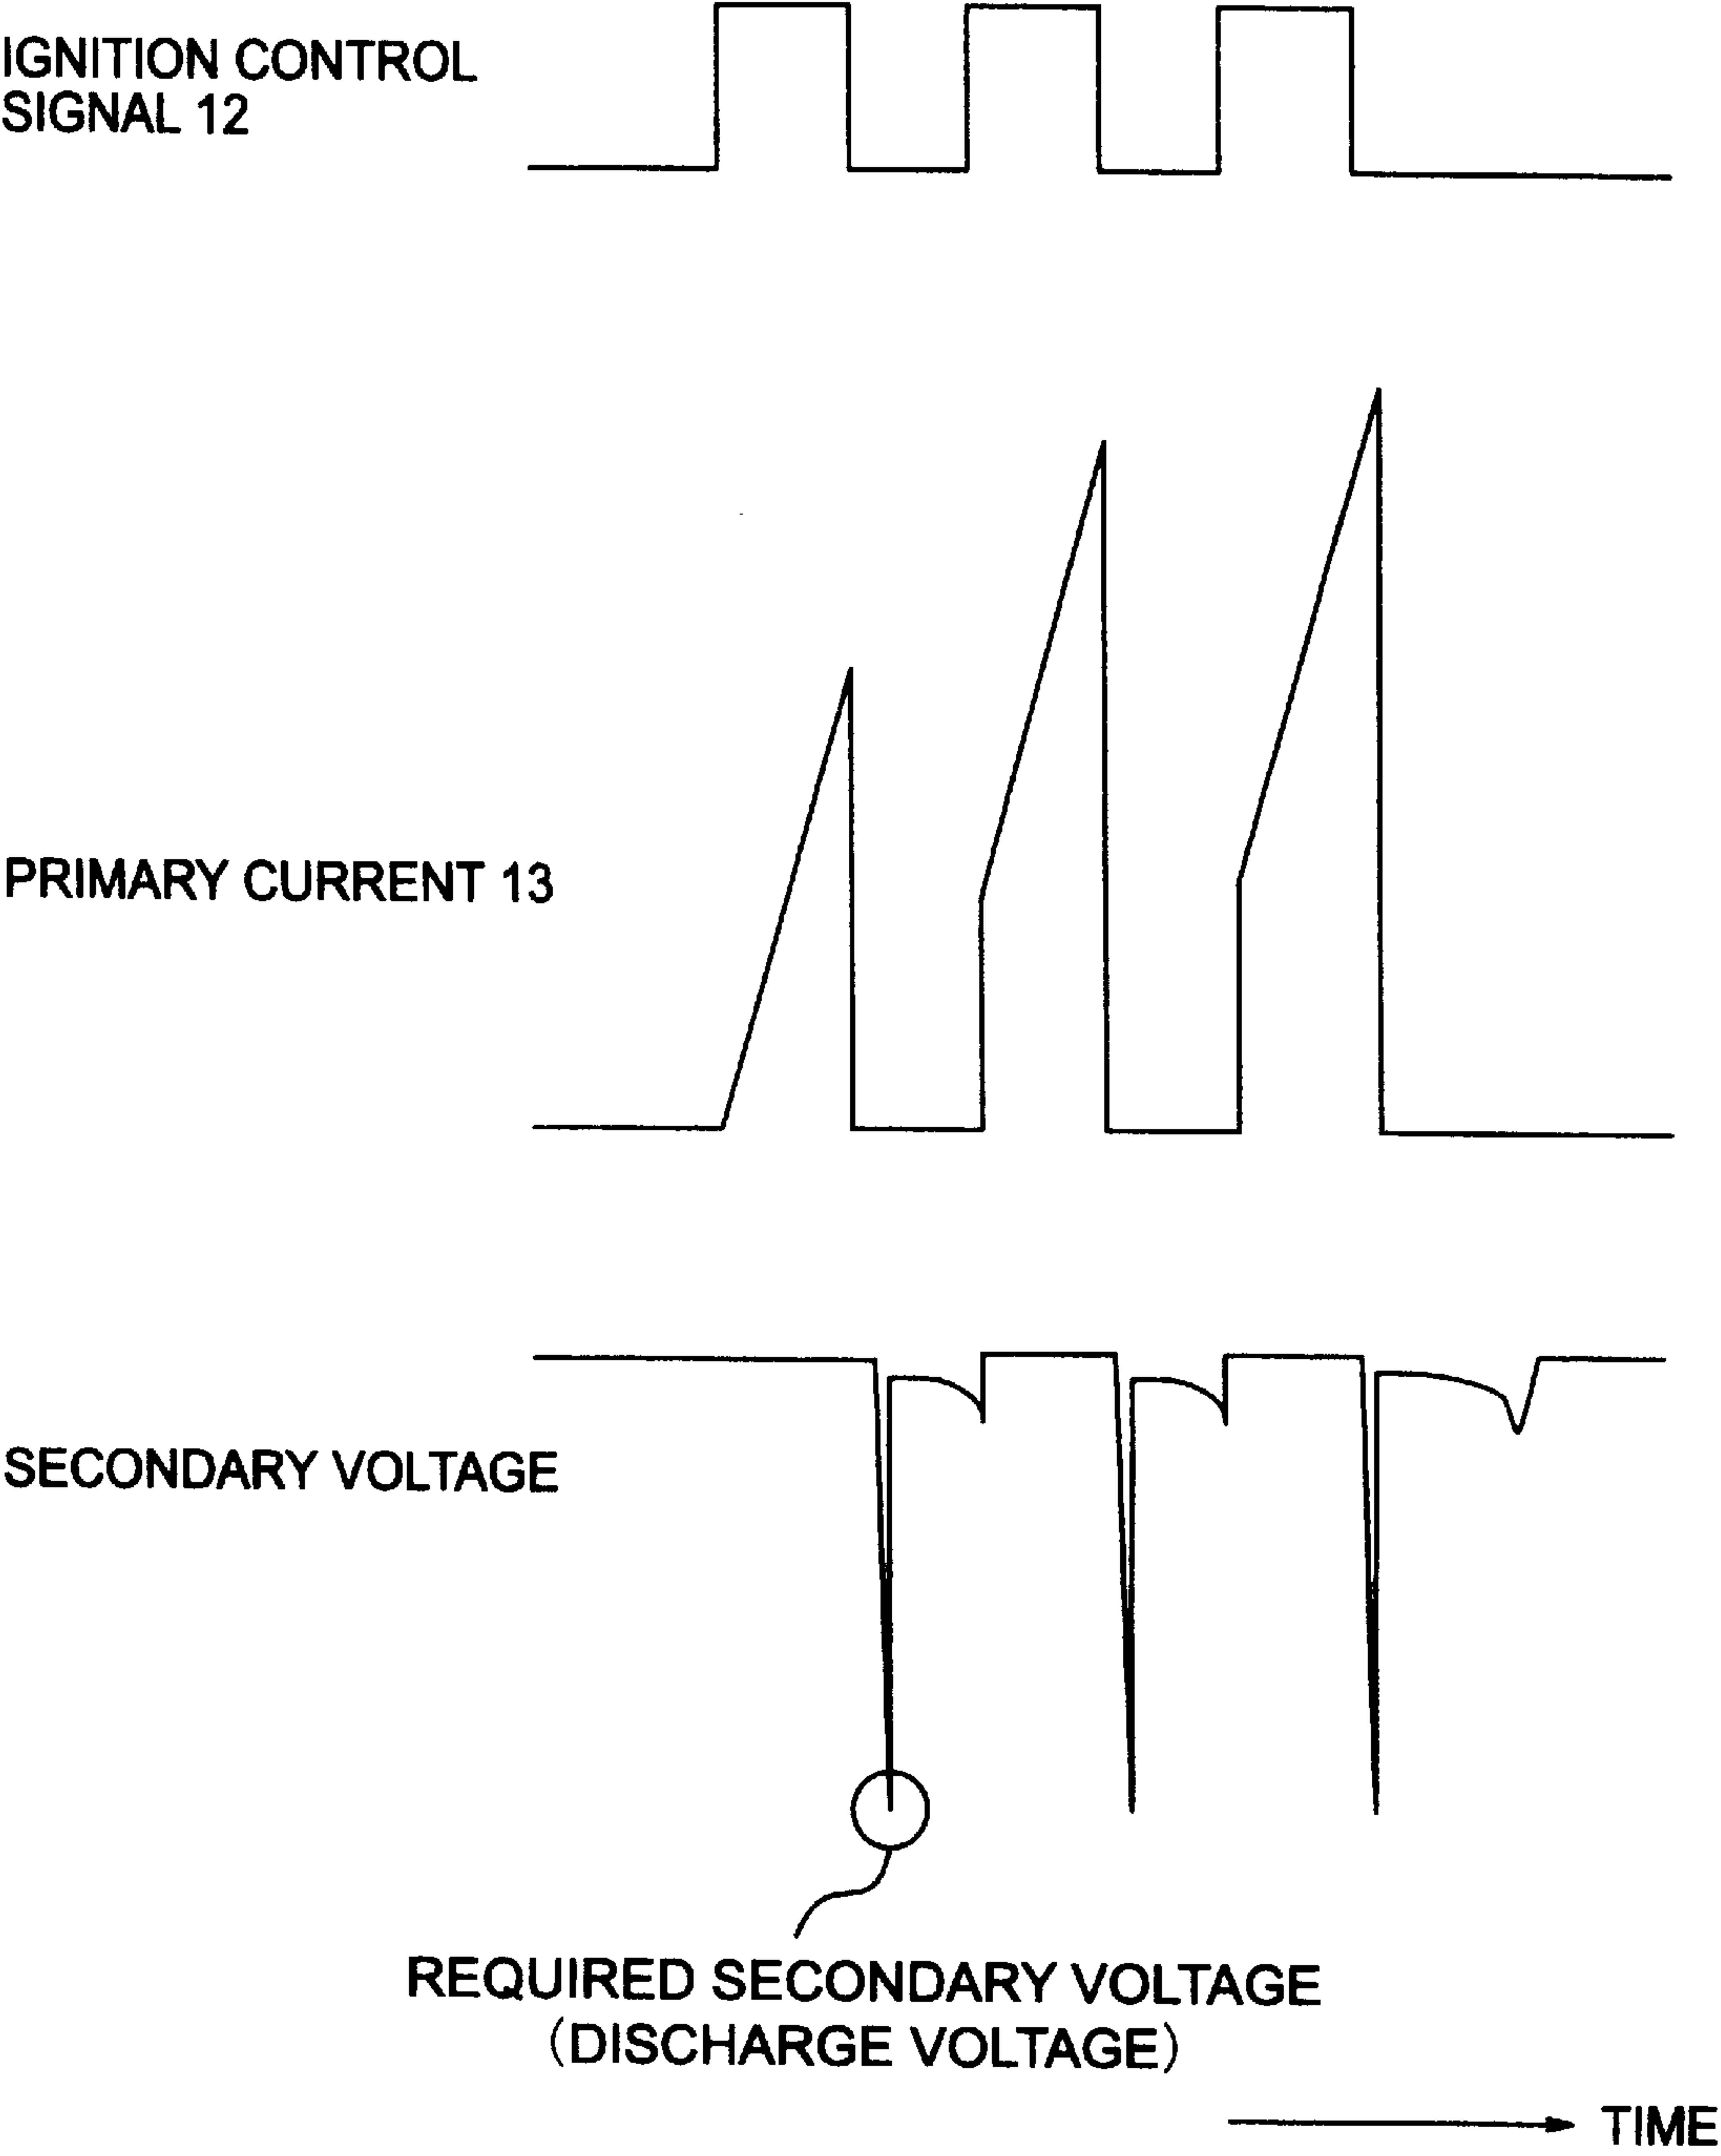 IGNITION CONTROL
SIGNAL 12
PRIMARY CURRENT 13
SECONDARY VOLTAGE
REQUIRED SECONDARY VOLTAGE
(DISCHARGE VOLTAGE)
TIME